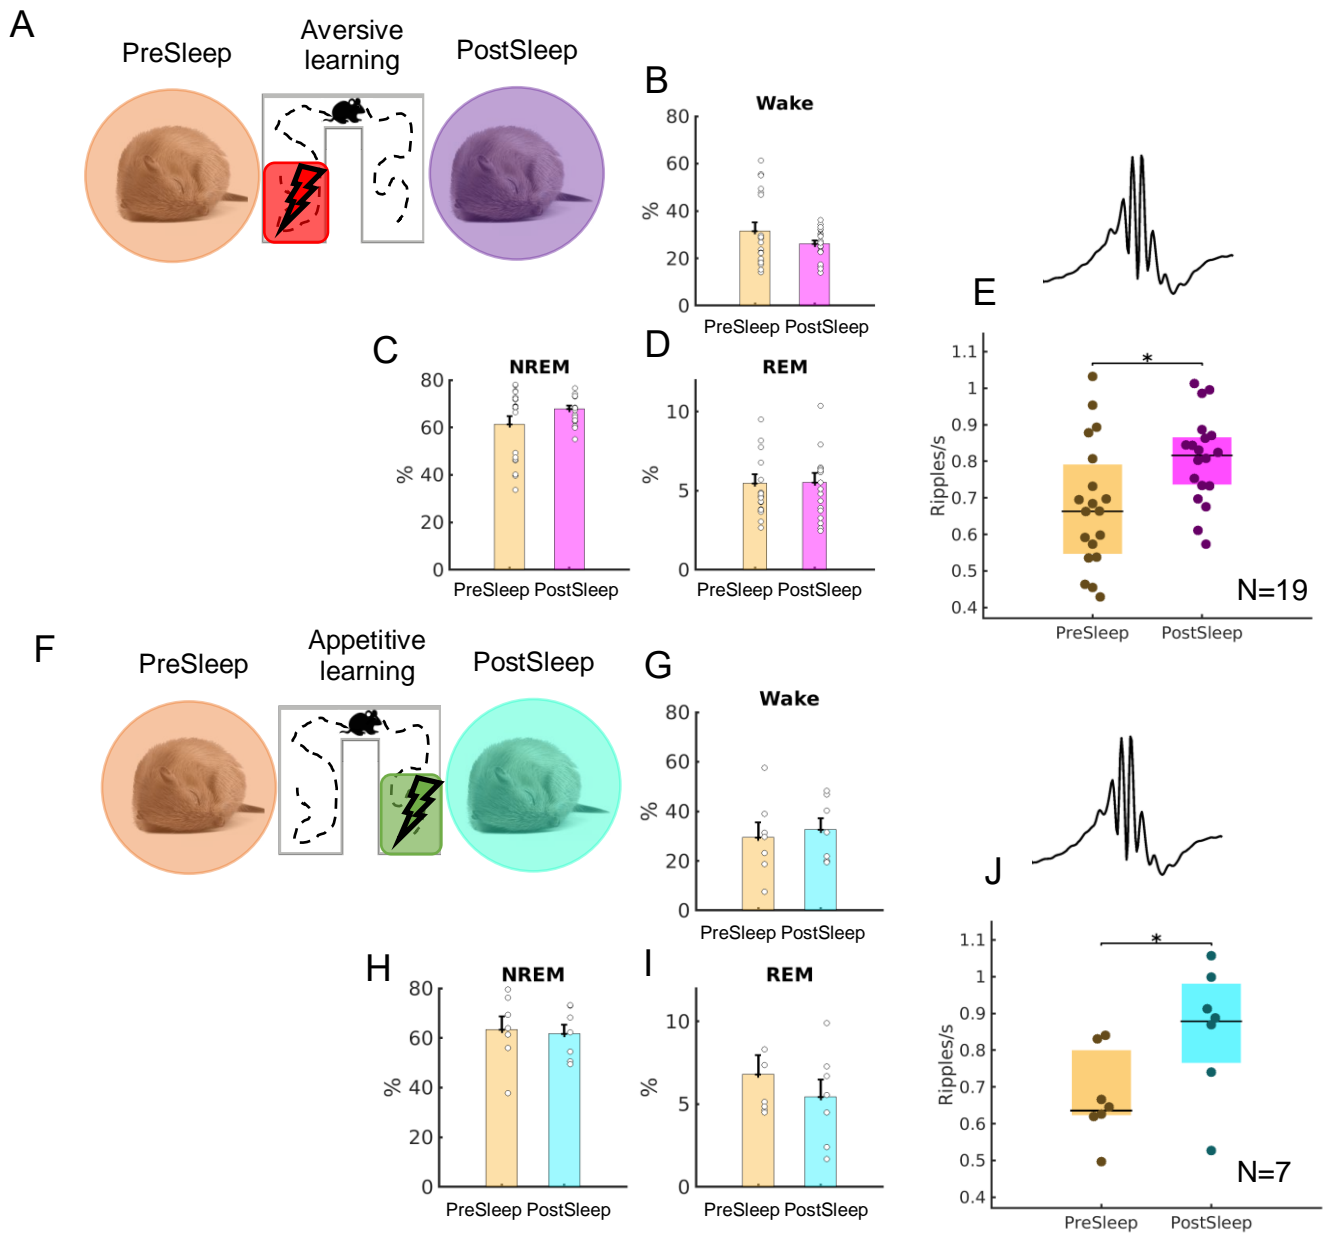 A
PreSleep
Aversive
learning
PostSleep
B
Wake
80
60
40
20
0
%
PreSleep PostSleep
C
NREM
80
60
40
20
0
%
PreSleep PostSleep
D
REM
10
5
0
%
PreSleep PostSleep
E
*
1.1
1
0.9
0.8
0.7
0.6
0.5
0.4
Ripples/s
N=19
PreSleep PostSleep
F
PreSleep
Appetitive
learning
PostSleep
G
Wake
80
60
40
20
0
%
PreSleep PostSleep
H
NREM
80
60
40
20
0
%
PreSleep PostSleep
I
REM
10
5
0
%
PreSleep PostSleep
J
*
1.1
1
0.9
0.8
0.7
0.6
0.5
0.4
Ripples/s
N=7
PreSleep PostSleep